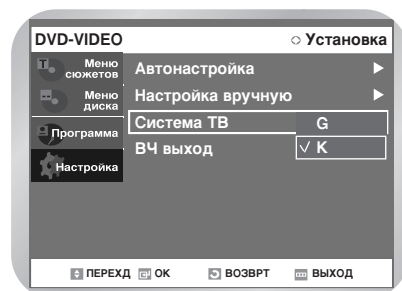 DVD-VIDEO
Установка
Меню сюжетов
Автонастройка
Меню диска
Настройка вручную
Программа
Система ТВ
G
Настройка
ВЧ выход
✓ K
ПЕРЕХД
OK
ВОЗВРТ
ВЫХОД